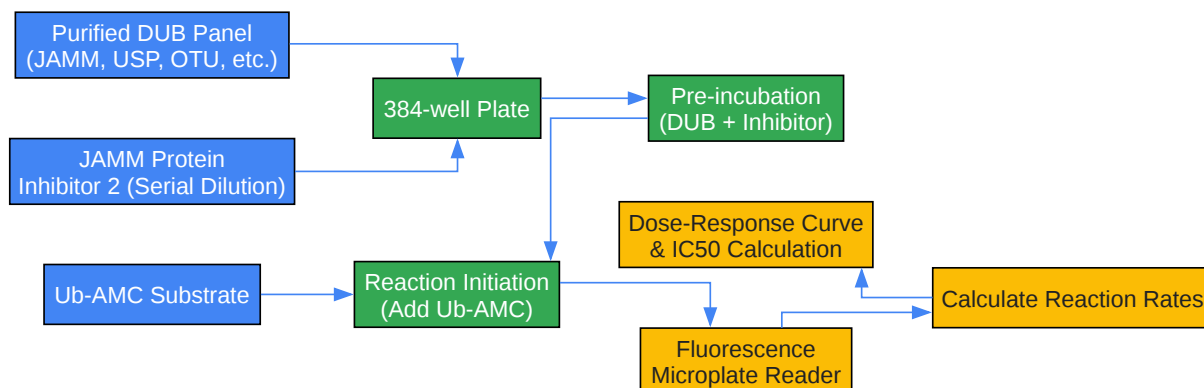 Purified DUB Panel
(JAMM, USP, OTU, etc.)
384-well Plate
Pre-incubation
(DUB + Inhibitor)
JAMM Protein
Inhibitor 2 (Serial Dilution)
Dose-Response Curve
& IC50 Calculation
Ub-AMC Substrate
Reaction Initiation
(Add Ub-AMC)
Calculate Reaction Rates
Fluorescence
Microplate Reader